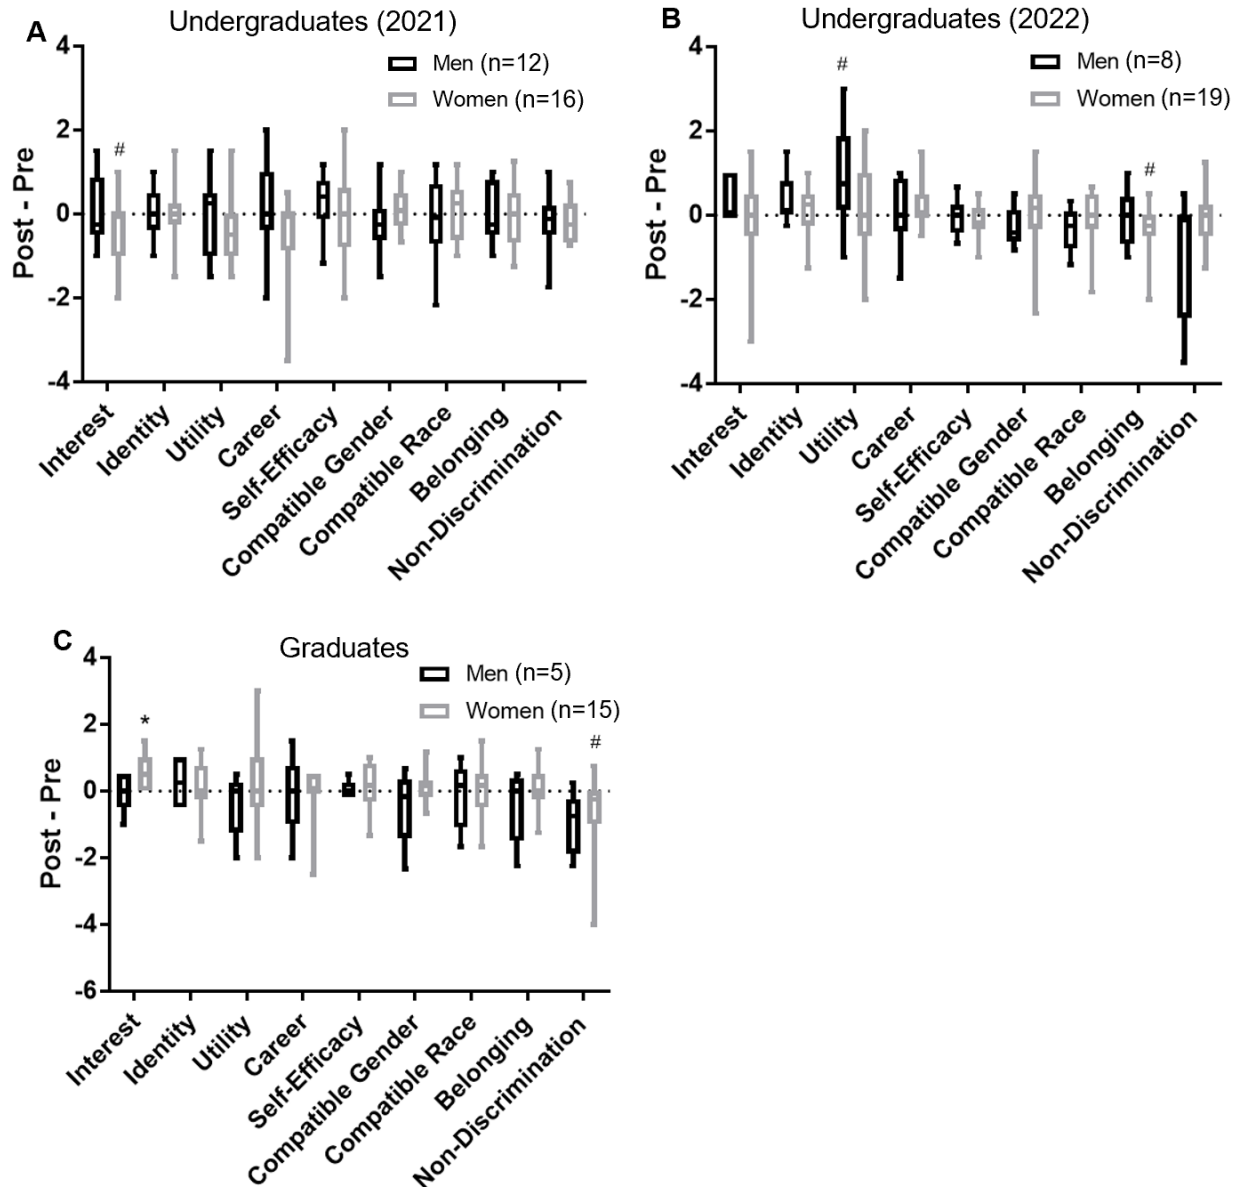 A
Undergraduates (2021)
Men (n=12)
Women (n=16)
#
Post - Pre
4
2
0
-2
-4
Interest
Identity
Utility
Career
Self-Efficacy
Compatible Gender
Compatible Race
Belonging
Non-Discrimination
B
Undergraduates (2022)
Men (n=8)
Women (n=19)
#
#
Post - Pre
4
2
0
-2
-4
Interest
Identity
Utility
Career
Self-Efficacy
Compatible Gender
Compatible Race
Belonging
Non-Discrimination
C
Graduates
Men (n=5)
Women (n=15)
*
#
Post - Pre
4
2
0
-2
-4
-6
Interest
Identity
Utility
Career
Self-Efficacy
Compatible Gender
Compatible Race
Belonging
Non-Discrimination